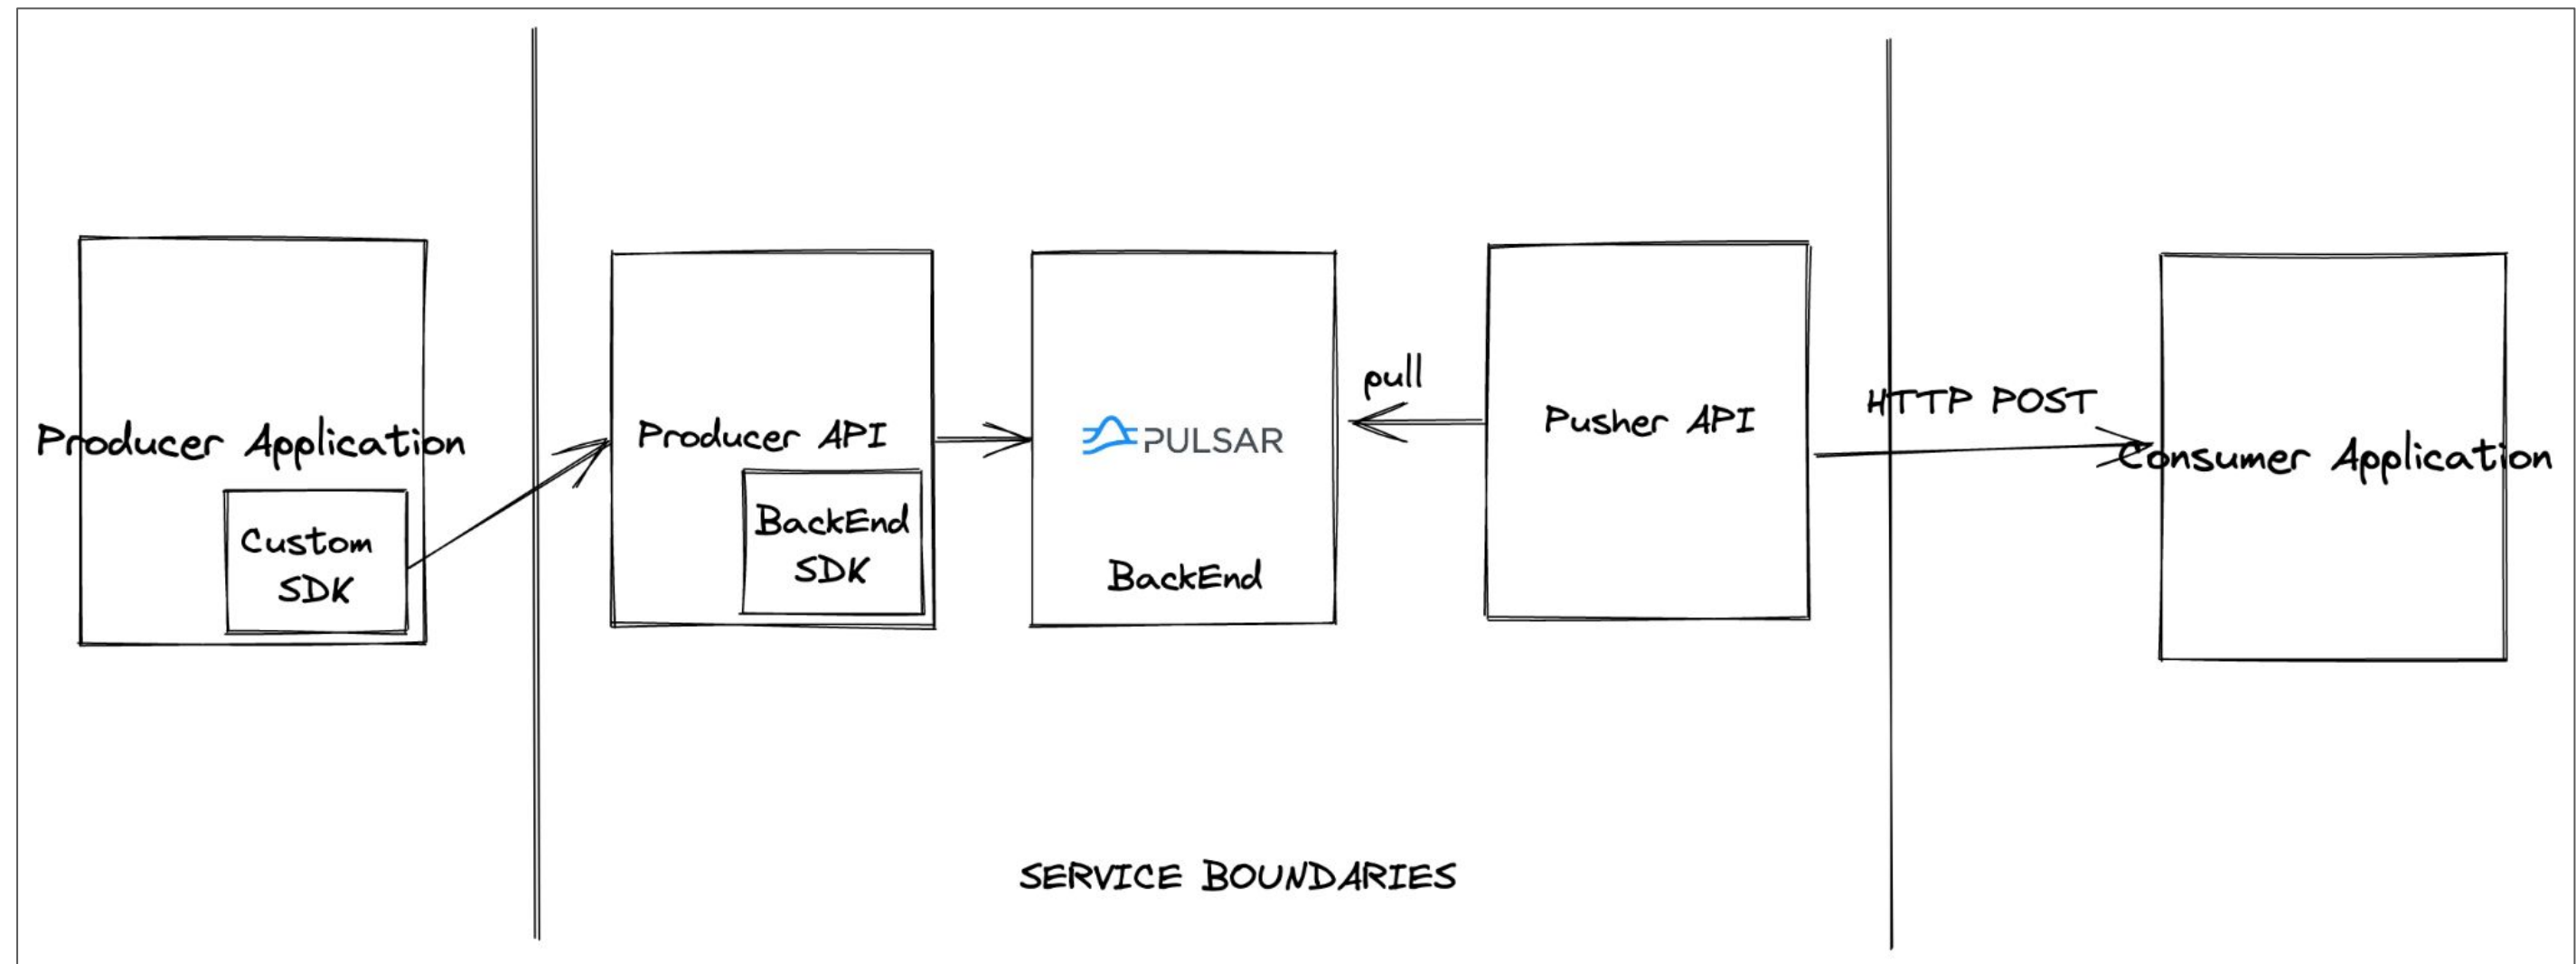 Producer Application
Custom
SDK
Producer API
BackEnd
SDK
PULSAR
BackEnd
pull
Pusher API
HTTP POST
Consumer Application
SERVICE BOUNDARIES